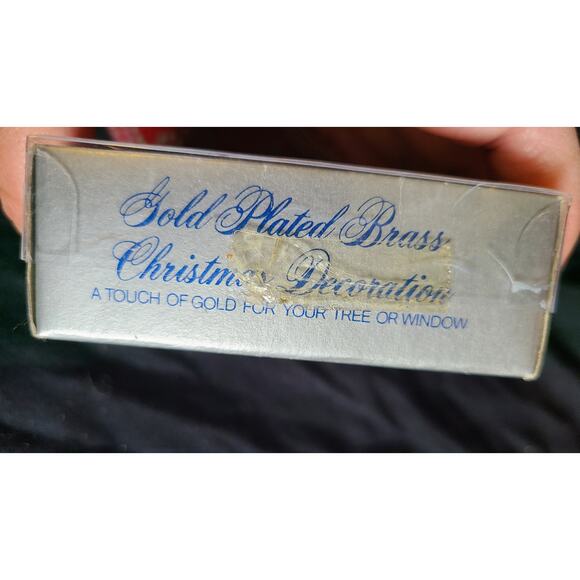 Gold Plated Brass
Christmas Decoration
A TOUCH OF GOLD FOR YOUR TREE OR WINDOW